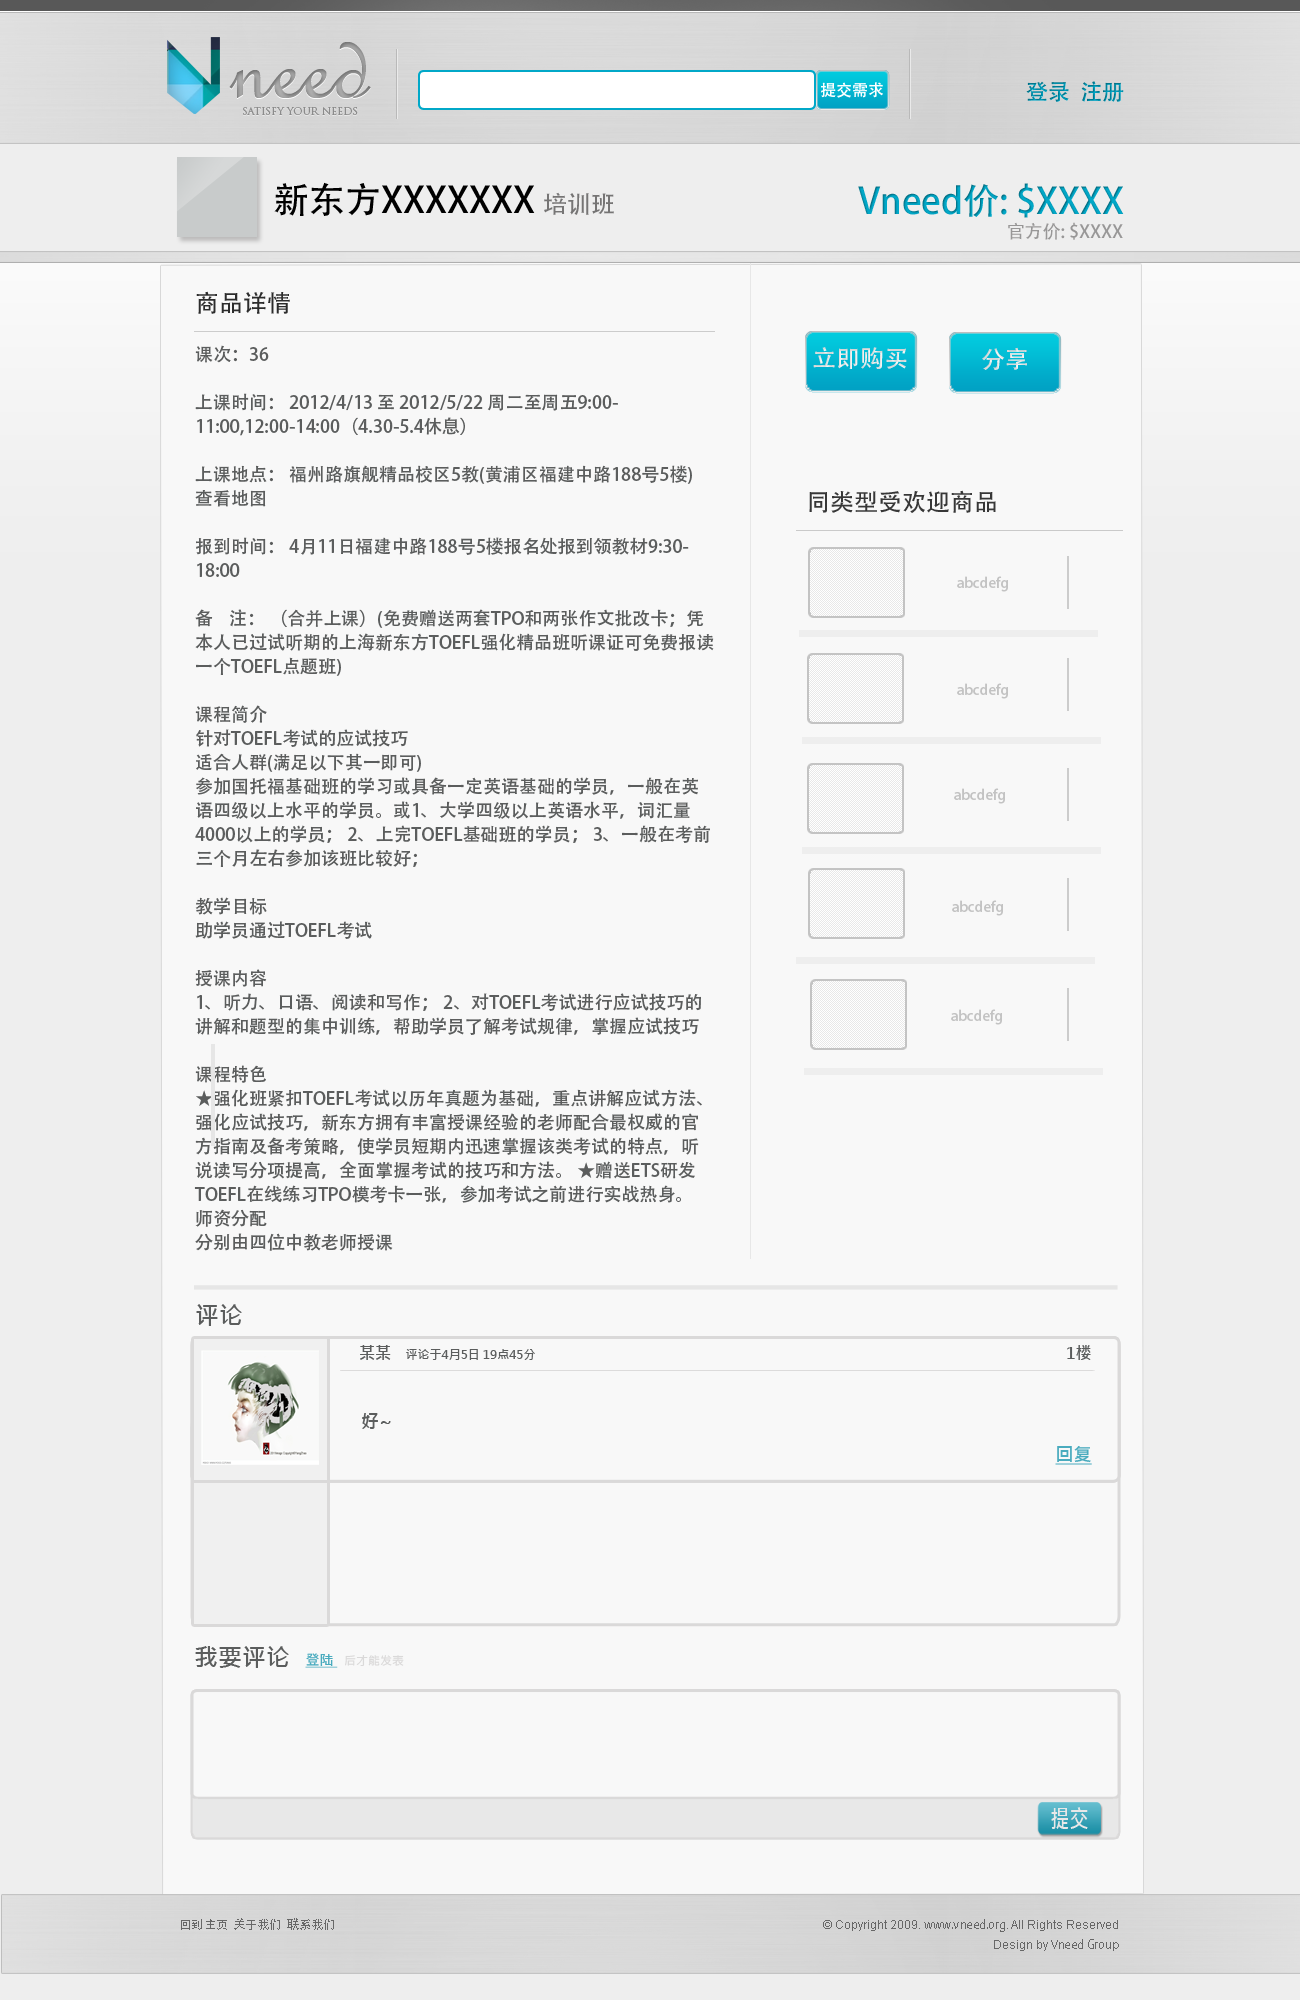 need
SATISFY YOUR NEEDS
提交需求
登录 注册
新东方XXXXXXX 培训班
Vneed价: $XXXX
官方价: $XXXX
商品详情
课次：36
上课时间： 2012/4/13 至 2012/5/22 周二至周五9:00-
11:00,12:00-14:00（4.30-5.4休息）
上课地点： 福州路旗舰精品校区5教(黄浦区福建中路188号5楼)
查看地图
报到时间： 4月11日福建中路188号5楼报名处报到领教材9:30-
18:00
备 注： （合并上课）(免费赠送两套TPO和两张作文批改卡；凭
本人已过试听期的上海新东方TOEFL强化精品班听课证可免费报读
一个TOEFL点题班)
课程简介
针对TOEFL考试的应试技巧
适合人群(满足以下其一即可)
参加国托福基础班的学习或具备一定英语基础的学员，一般在英
语四级以上水平的学员。或1、大学四级以上英语水平，词汇量
4000以上的学员； 2、上完TOEFL基础班的学员； 3、一般在考前
三个月左右参加该班比较好；
教学目标
助学员通过TOEFL考试
授课内容
1、听力、口语、阅读和写作； 2、对TOEFL考试进行应试技巧的
讲解和题型的集中训练，帮助学员了解考试规律，掌握应试技巧
课程特色
★强化班紧扣TOEFL考试以历年真题为基础，重点讲解应试方法、
强化应试技巧，新东方拥有丰富授课经验的老师配合最权威的官
方指南及备考策略，使学员短期内迅速掌握该类考试的特点，听
说读写分项提高，全面掌握考试的技巧和方法。 ★赠送ETS研发
TOEFL在线练习TPO模考卡一张，参加考试之前进行实战热身。
师资分配
分别由四位中教老师授课
立即购买
分享
同类型受欢迎商品
abcdefg
abcdefg
abcdefg
abcdefg
abcdefg
评论
某某 评论于4月5日 19点45分
1楼
好~
回复
我要评论 登陆 后才能发表
提交
回到主页 关于我们 联系我们
© Copyright 2009. www.vneed.org. All Rights Reserved
Design by Vneed Group